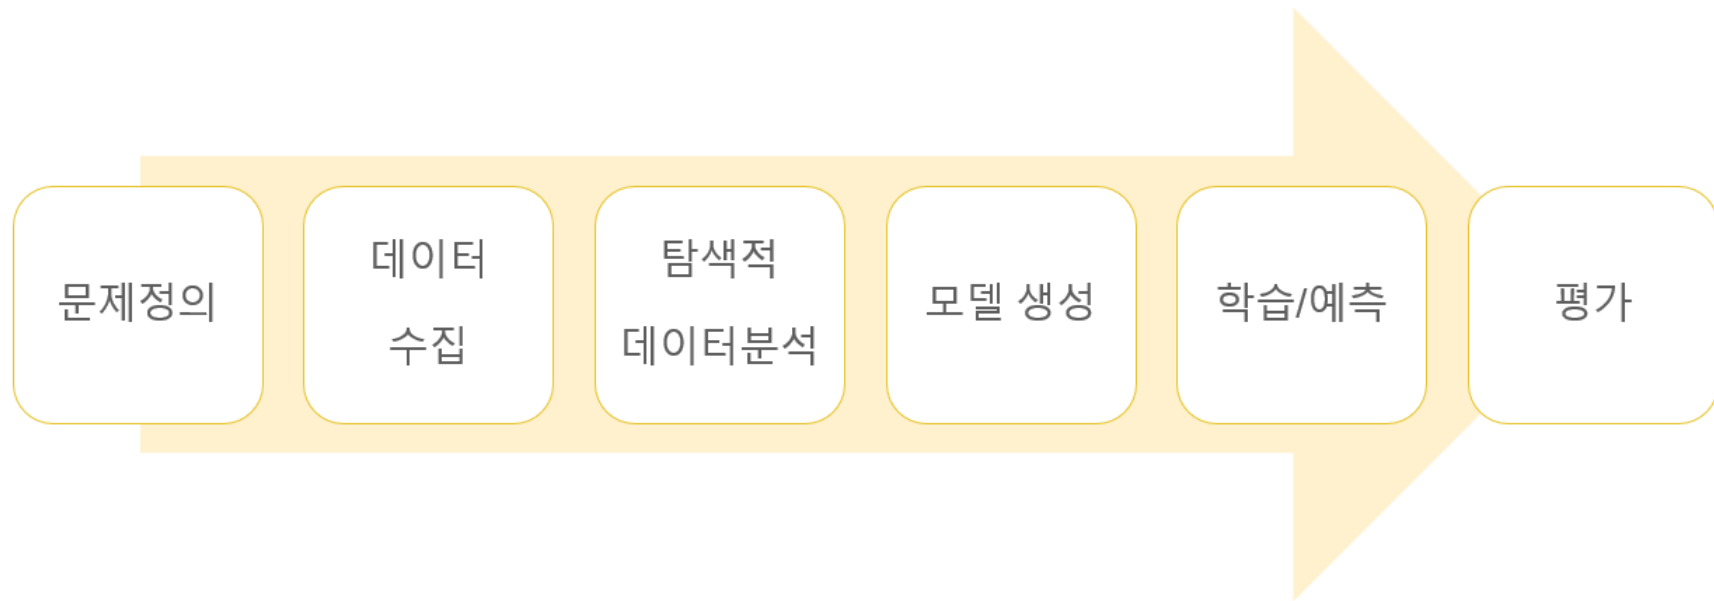 문제정의
데이터
수집
탐색적
데이터분석
모델 생성
학습/예측
평가